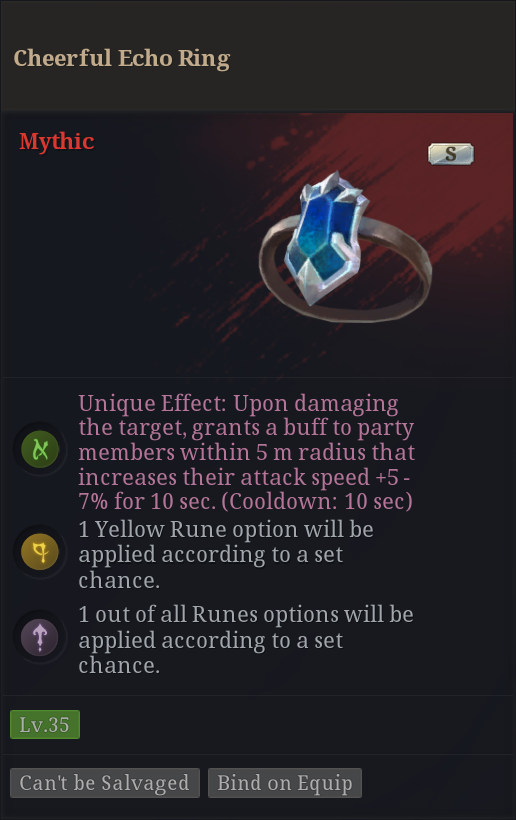 Cheerful Echo Ring
Mythic
S
Unique Effect: Upon damaging
the target, grants a buff to party
members within 5 m radius that
increases their attack speed +5 -
7% for 10 sec. (Cooldown: 10 sec)
1 Yellow Rune option will be
applied according to a set
chance.
1 out of all Runes options will be
applied according to a set
chance.
Lv.35
Can't be Salvaged
Bind on Equip